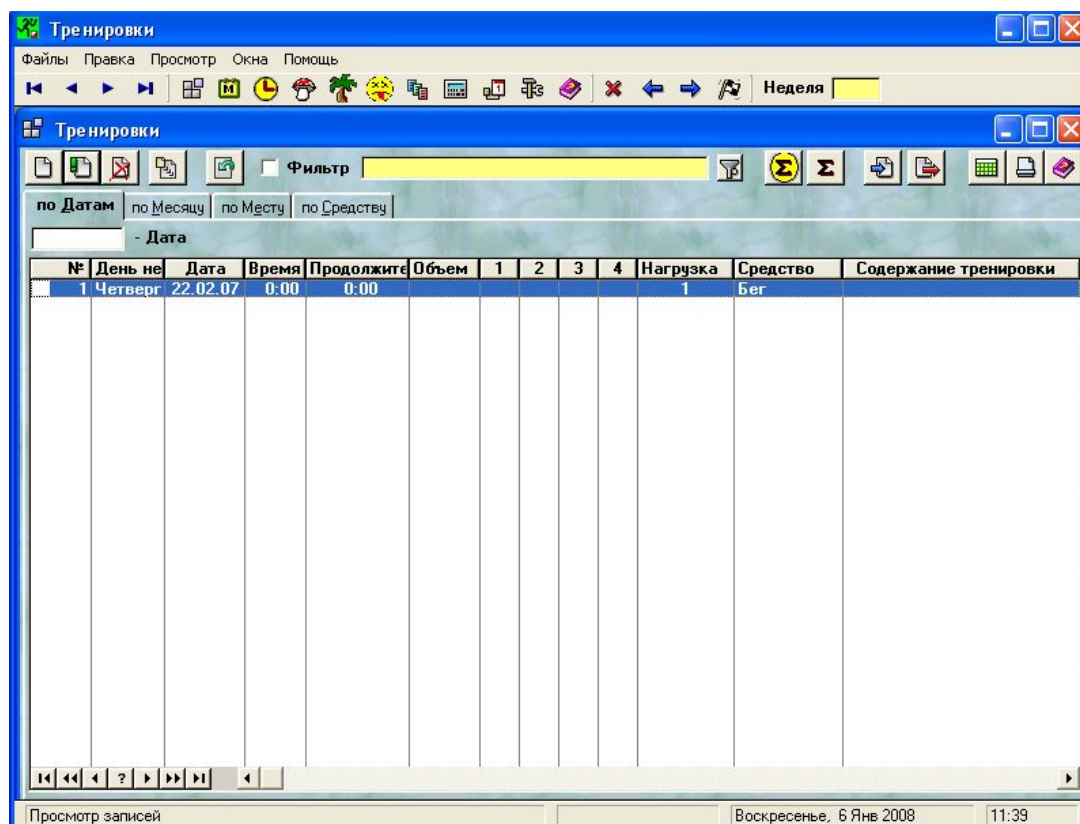 Тренировки
Файлы Правка Просмотр Окна Помощь
Неделя
Тренировки
Фильтр
по Датам по Месяцу по Месту по Средству
- Дата
№ День не Дата Время Продолжите Объем 1 2 3 4 Нагрузка Средство Содержание тренировки
1 Четверг 22.02.07 0:00 0:00 1 Бег
Просмотр записей Воскресенье, 6 Янв 2008 11:39